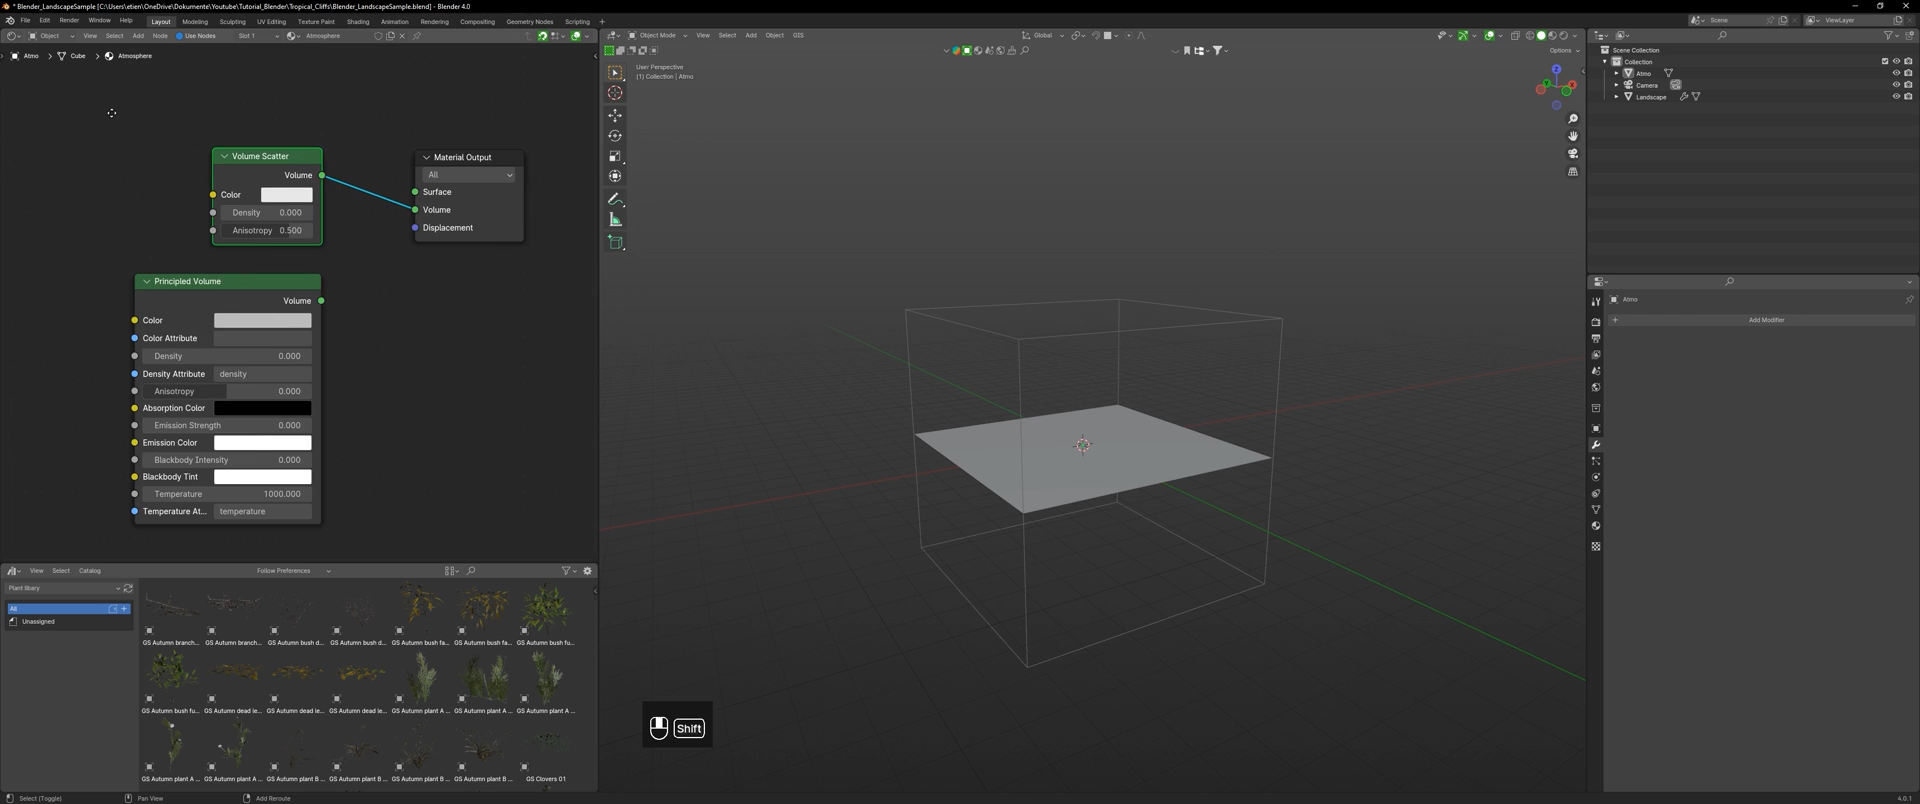 * Blender_LandscapeSample [C:\Users\etien\OneDrive\Dokumente\Youtube\Tutorial_Blender\Tropical_Cliffs\Blender_LandscapeSample.blend] - Blender 4.0
File Edit Render Window Help Layout Modeling Sculpting UV Editing Texture Paint Shading Animation Rendering Compositing Geometry Nodes Scripting Scene ViewLayer
Object View Select Add Node Use Nodes Slot 1 Atmosphere
Object Mode View Select Add Object GIS Global
Options
Atmo Cube Atmosphere
User Perspective
(1) Collection | Atmo
Z
X
Y
Scene Collection
Collection
Atmo
Camera
Landscape
Volume Scatter
Volume
Color
Density 0.000
Anisotropy 0.500
Material Output
All
Surface
Volume
Displacement
Principled Volume
Volume
Color
Color Attribute
Density 0.000
Density Attribute density
Anisotropy 0.000
Absorption Color
Emission Strength 0.000
Emission Color
Blackbody Intensity 0.000
Blackbody Tint
Temperature 1000.000
Temperature At... temperature
Atmo
Add Modifier
View Select Catalog Follow Preferences
Plant libary
All
Unassigned
GS Autumn branch... GS Autumn branch... GS Autumn bush d... GS Autumn bush d... GS Autumn bush fa... GS Autumn bush fa... GS Autumn bush fu...
GS Autumn bush fu... GS Autumn dead le... GS Autumn dead le... GS Autumn dead le... GS Autumn plant A ... GS Autumn plant A ... GS Autumn plant A ...
GS Autumn plant A ... GS Autumn plant A ... GS Autumn plant B ... GS Autumn plant B ... GS Autumn plant B ... GS Autumn plant B ... GS Clovers 01
Shift
Select (Toggle) Pan View Add Reroute 4.0.1